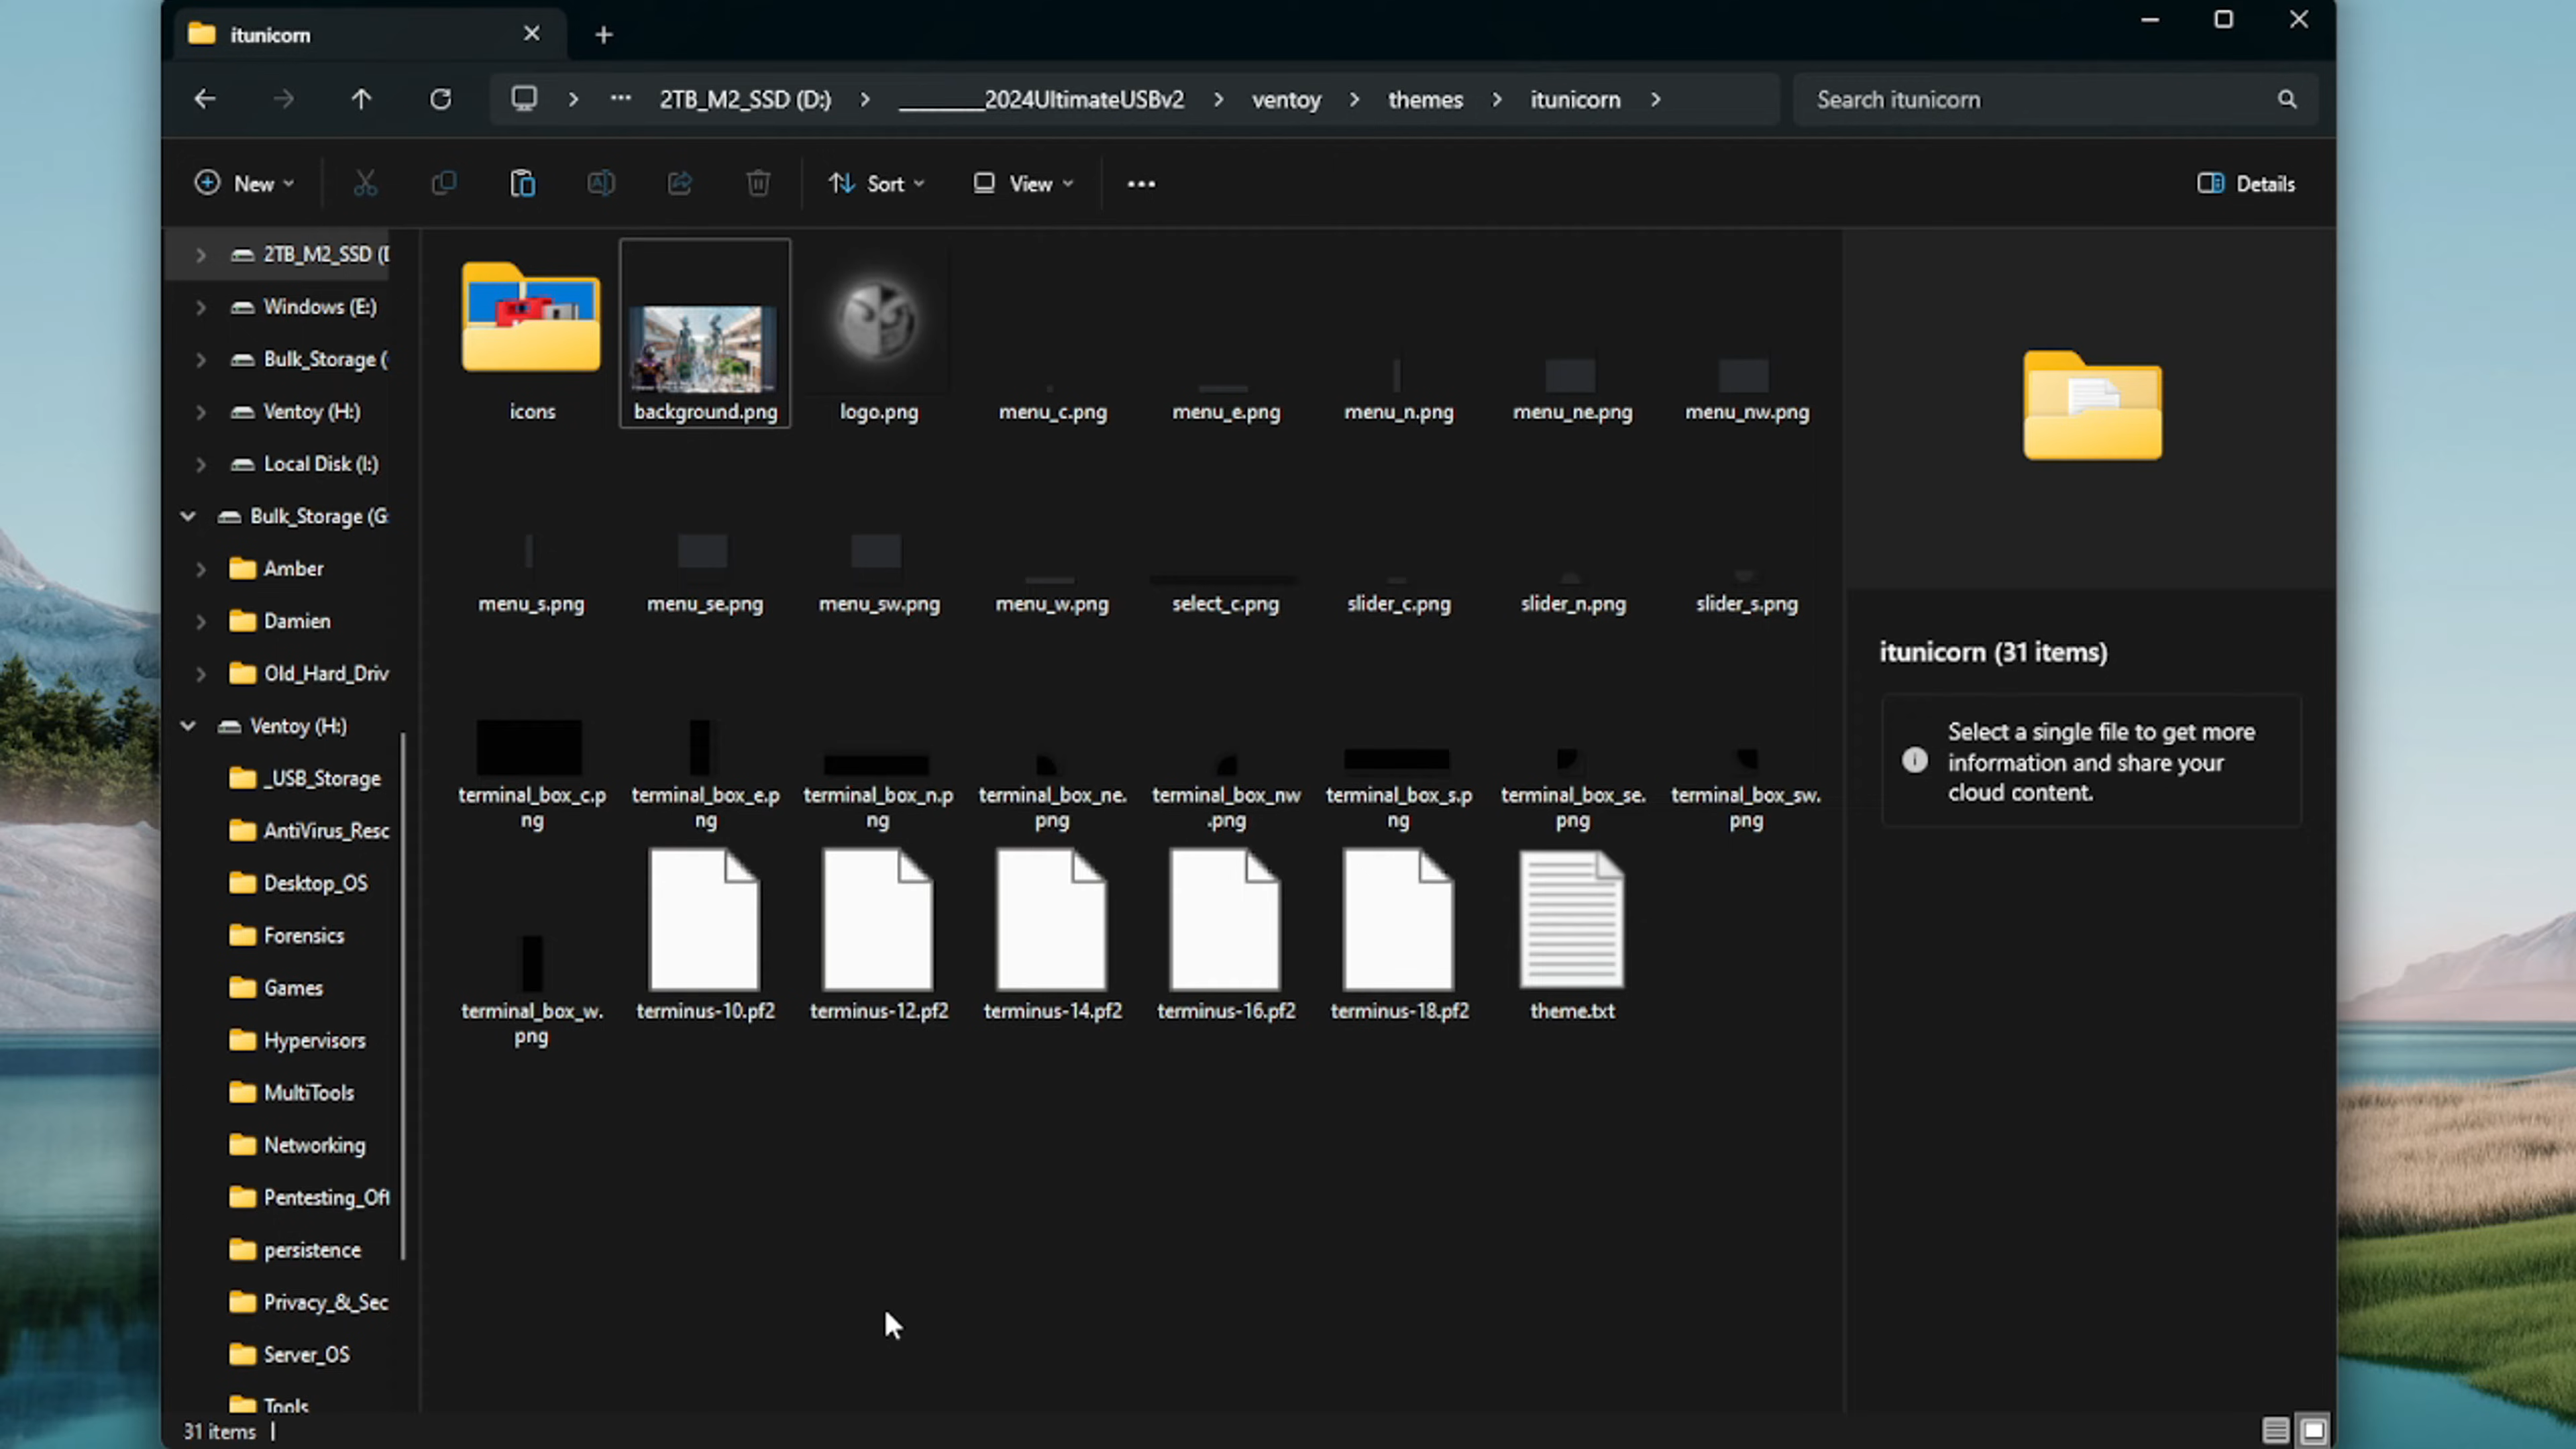 itunicorn
2TB_M2_SSD (D:) ________2024UltimateUSBv2 ventoy themes itunicorn
Search itunicorn
New
Sort
View
Details
2TB_M2_SSD (
Windows (E:)
Bulk_Storage (
Ventoy (H:)
Local Disk (I:)
Bulk_Storage (G
Amber
Damien
Old_Hard_Driv
Ventoy (H:)
_USB_Storage
AntiVirus_Resc
Desktop_OS
Forensics
Games
Hypervisors
MultiTools
Networking
Pentesting_Of
persistence
Privacy_&_Sec
Server_OS
Tools
icons
background.png
logo.png
menu_c.png
menu_e.png
menu_n.png
menu_ne.png
menu_nw.png
menu_s.png
menu_se.png
menu_sw.png
menu_w.png
select_c.png
slider_c.png
slider_n.png
slider_s.png
terminal_box_c.p
ng
terminal_box_e.p
ng
terminal_box_n.p
ng
terminal_box_ne.
png
terminal_box_nw
.png
terminal_box_s.p
ng
terminal_box_se.
png
terminal_box_sw.
png
terminal_box_w.
png
terminus-10.pf2
terminus-12.pf2
terminus-14.pf2
terminus-16.pf2
terminus-18.pf2
theme.txt
itunicorn (31 items)
Select a single file to get more
information and share your
cloud content.
31 items